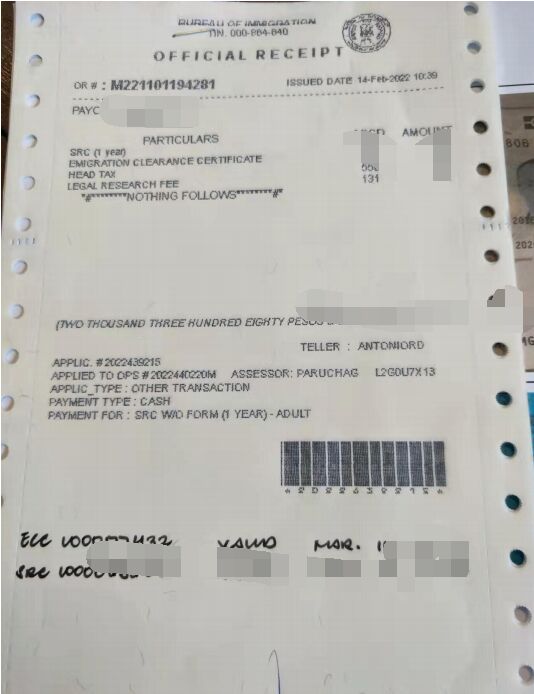 BUREAU OF IMMIGRATION
TIN. 000-864-840
OFFICIAL RECEIPT
OR # : M221101194281
ISSUED DATE 14-Feb-2022 10:39
PARTICULARS AMOUNT
SRC (1 year)
EMIGRATION CLEARANCE CERTIFICATE
HEAD TAX
LEGAL RESEARCH FEE 131
"#"*******NOTHING FOLLOWS********#"
(TWO THOUSAND THREE HUNDRED EIGHTY PESOS
TELLER : ANTONIORD
APPLIC. # 2022439215
APPLIED TO OPS # 2022440220M ASSESSOR: PARUCHAG L2G0U7X13
APPLIC_TYPE : OTHER TRANSACTION
PAYMENT TYPE : CASH
PAYMENT FOR : SRC W/O FORM (1 YEAR) - ADULT
ECC VALID MAR.
SRC